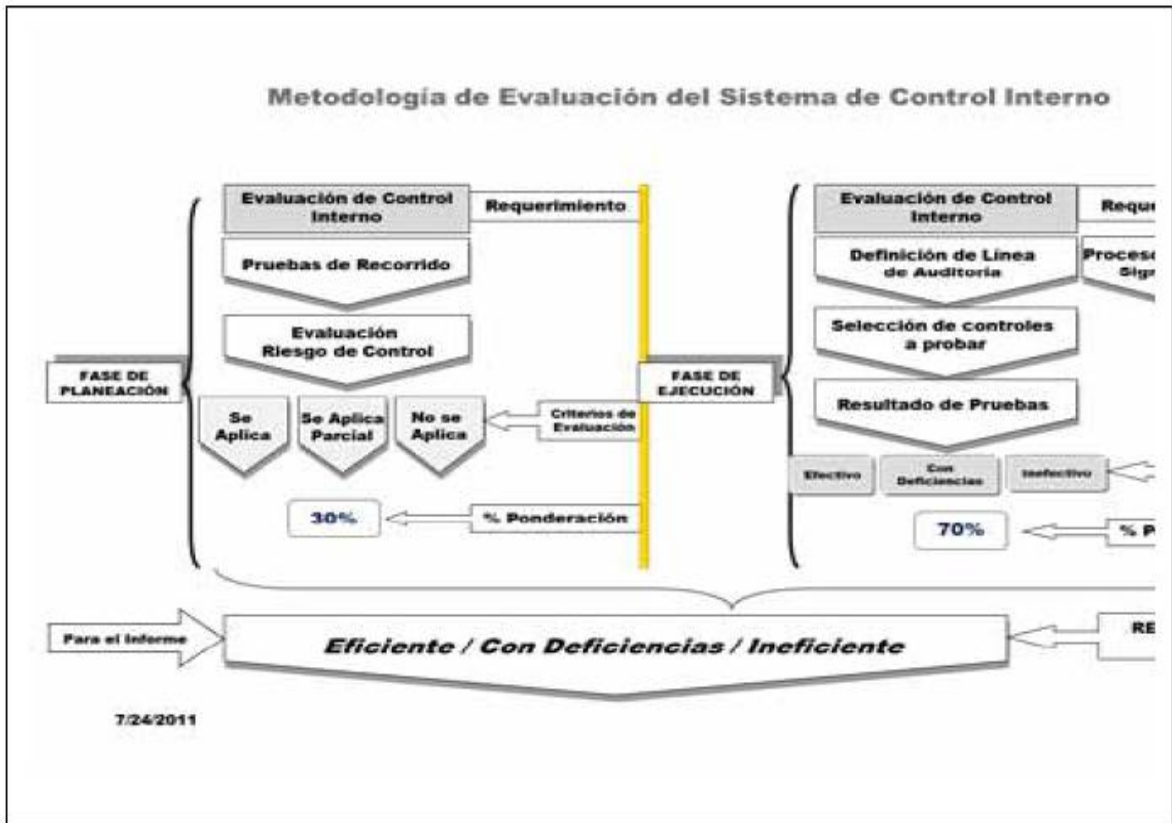 Metodología de Evaluación del Sistema de Control Interno
FASE DE
PLANEACIÓN
Evaluación de Control
Interno
Requerimiento
Pruebas de Recorrido
Evaluación
Riesgo de Control
Se
Aplica
Se Aplica
Parcial
No se
Aplica
Criterios de
Evaluación
30%
% Ponderación
FASE DE
EJECUCIÓN
Evaluación de Control
Interno
Definición de Línea
de Auditoria
Selección de controles
a probar
Resultado de Pruebas
Efectivo
Con
Deficiencias
Inefectivo
70%
Para el Informe
Eficiente / Con Deficiencias / Ineficiente
7/24/2011